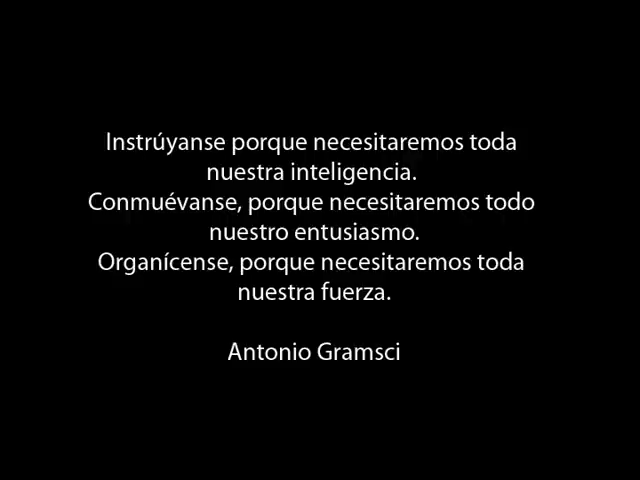 Instrúyanse porque necesitaremos toda
nuestra inteligencia.
Conmuévanse, porque necesitaremos todo
nuestro entusiasmo.
Organícense, porque necesitaremos toda
nuestra fuerza.
Antonio Gramsci